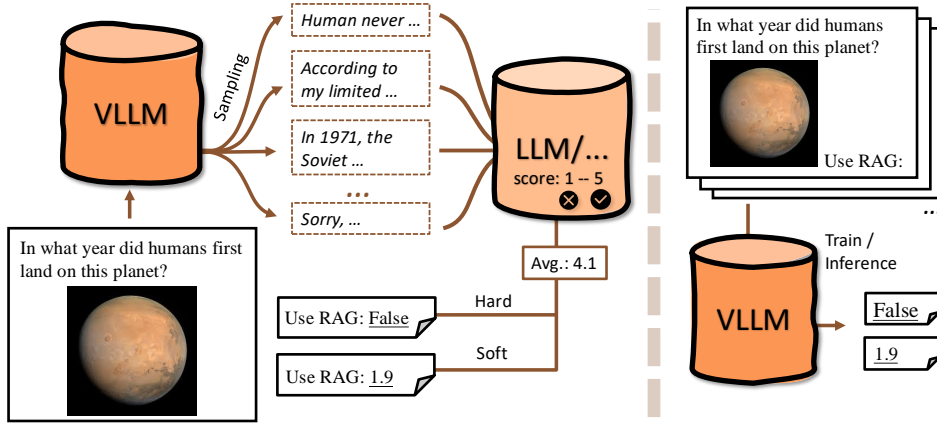 Human never ...
According to
my limited ...
In 1971, the
Soviet ...
...
Sorry, ...
Sampling
VLLM
LLM/...
score: 1 -- 5
Avg.: 4.1
Hard
Soft
Use RAG: False
Use RAG: 1.9
In what year did humans first
land on this planet?
In what year did humans
first land on this planet?
Use RAG:
...
Train /
Inference
VLLM
False
1.9